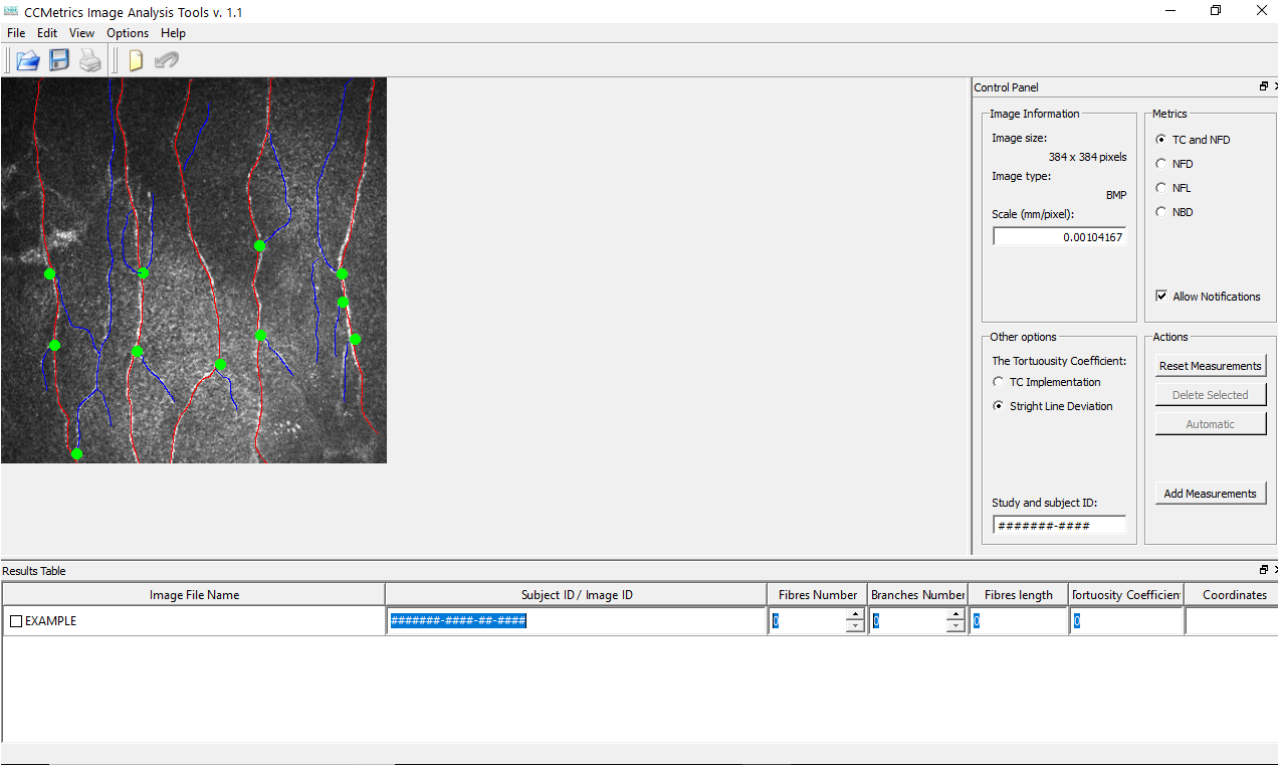 CCMetrics Image Analysis Tools v. 1.1
File Edit View Options Help
Control Panel
Image Information
Image size:
384 x 384 pixels
Image type:
BMP
Scale (mm/pixel):
0.00104167
Metrics
TC and NFD
NFD
NFL
NBD
Allow Notifications
Other options
The Tortuousity Coefficient:
TC Implementation
Stright Line Deviation
Study and subject ID:
#######-####
Actions
Reset Measurements
Delete Selected
Automatic
Add Measurements
Results Table
Image File Name Subject ID / Image ID Fibres Number Branches Number Fibres length Tortuosity Coefficien Coordinates
EXAMPLE #######-####-##-#### 0 0 0 0